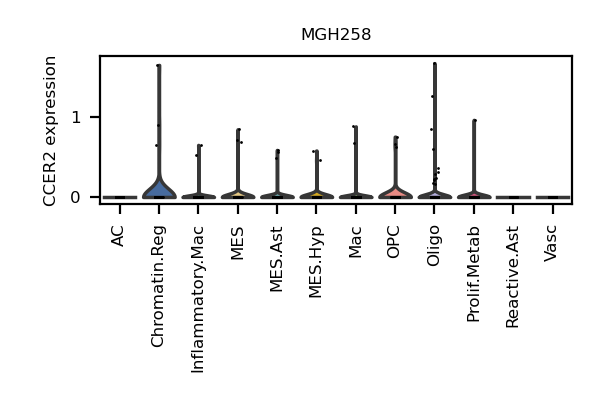 MGH258
CCER2 expression
1
0
AC
Chromatin.Reg
Inflammatory.Mac
MES
MES.Ast
MES.Hyp
Mac
OPC
Oligo
Prolif.Metab
Reactive.Ast
Vasc